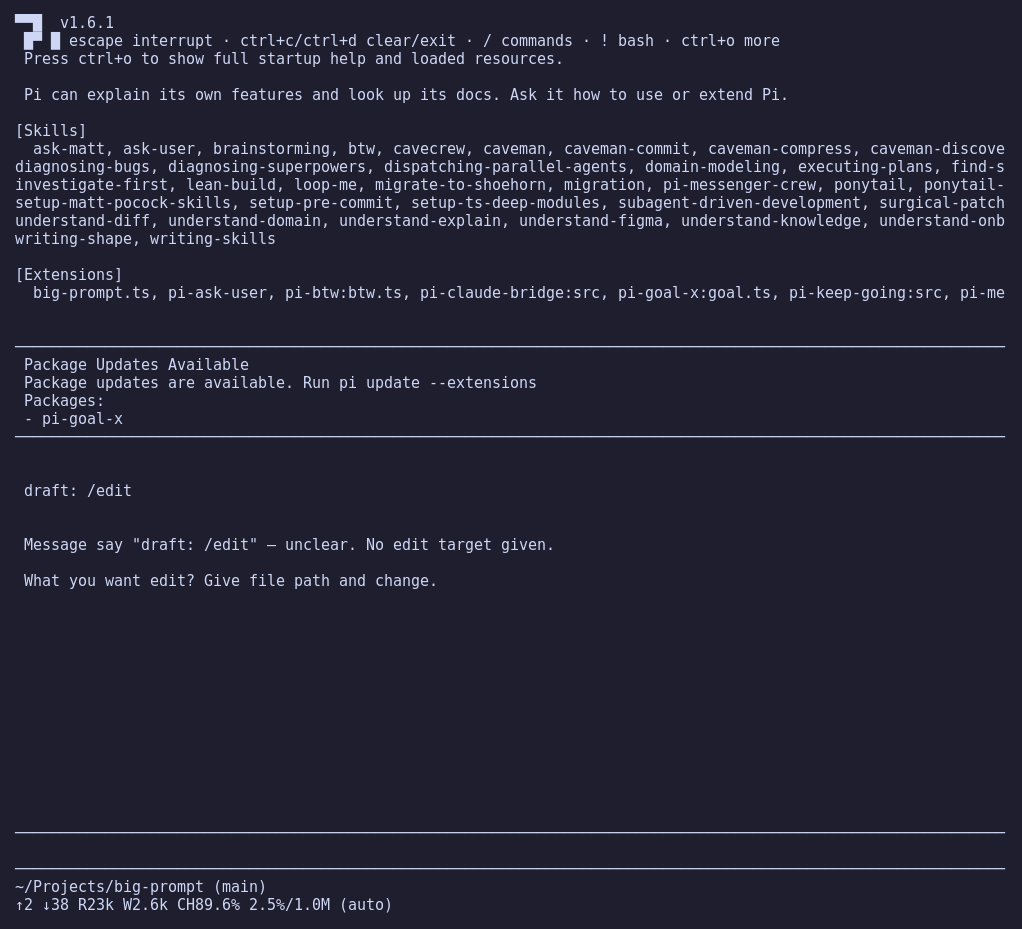 v1.6.1
escape interrupt · ctrl+c/ctrl+d clear/exit · / commands · ! bash · ctrl+o more
Press ctrl+o to show full startup help and loaded resources.
Pi can explain its own features and look up its docs. Ask it how to use or extend Pi.
[Skills]
ask-matt, ask-user, brainstorming, btw, cavecrew, caveman, caveman-commit, caveman-compress, caveman-discove
diagnosing-bugs, diagnosing-superpowers, dispatching-parallel-agents, domain-modeling, executing-plans, find-s
investigate-first, lean-build, loop-me, migrate-to-shoehorn, migration, pi-messenger-crew, ponytail, ponytail-
setup-matt-pocock-skills, setup-pre-commit, setup-ts-deep-modules, subagent-driven-development, surgical-patch
understand-diff, understand-domain, understand-explain, understand-figma, understand-knowledge, understand-onb
writing-shape, writing-skills
[Extensions]
big-prompt.ts, pi-ask-user, pi-btw:btw.ts, pi-claude-bridge:src, pi-goal-x:goal.ts, pi-keep-going:src, pi-me
Package Updates Available
Package updates are available. Run pi update --extensions
Packages:
- pi-goal-x
draft: /edit
Message say "draft: /edit" — unclear. No edit target given.
What you want edit? Give file path and change.
~/Projects/big-prompt (main)
↑2 ↓38 R23k W2.6k CH89.6% 2.5%/1.0M (auto)